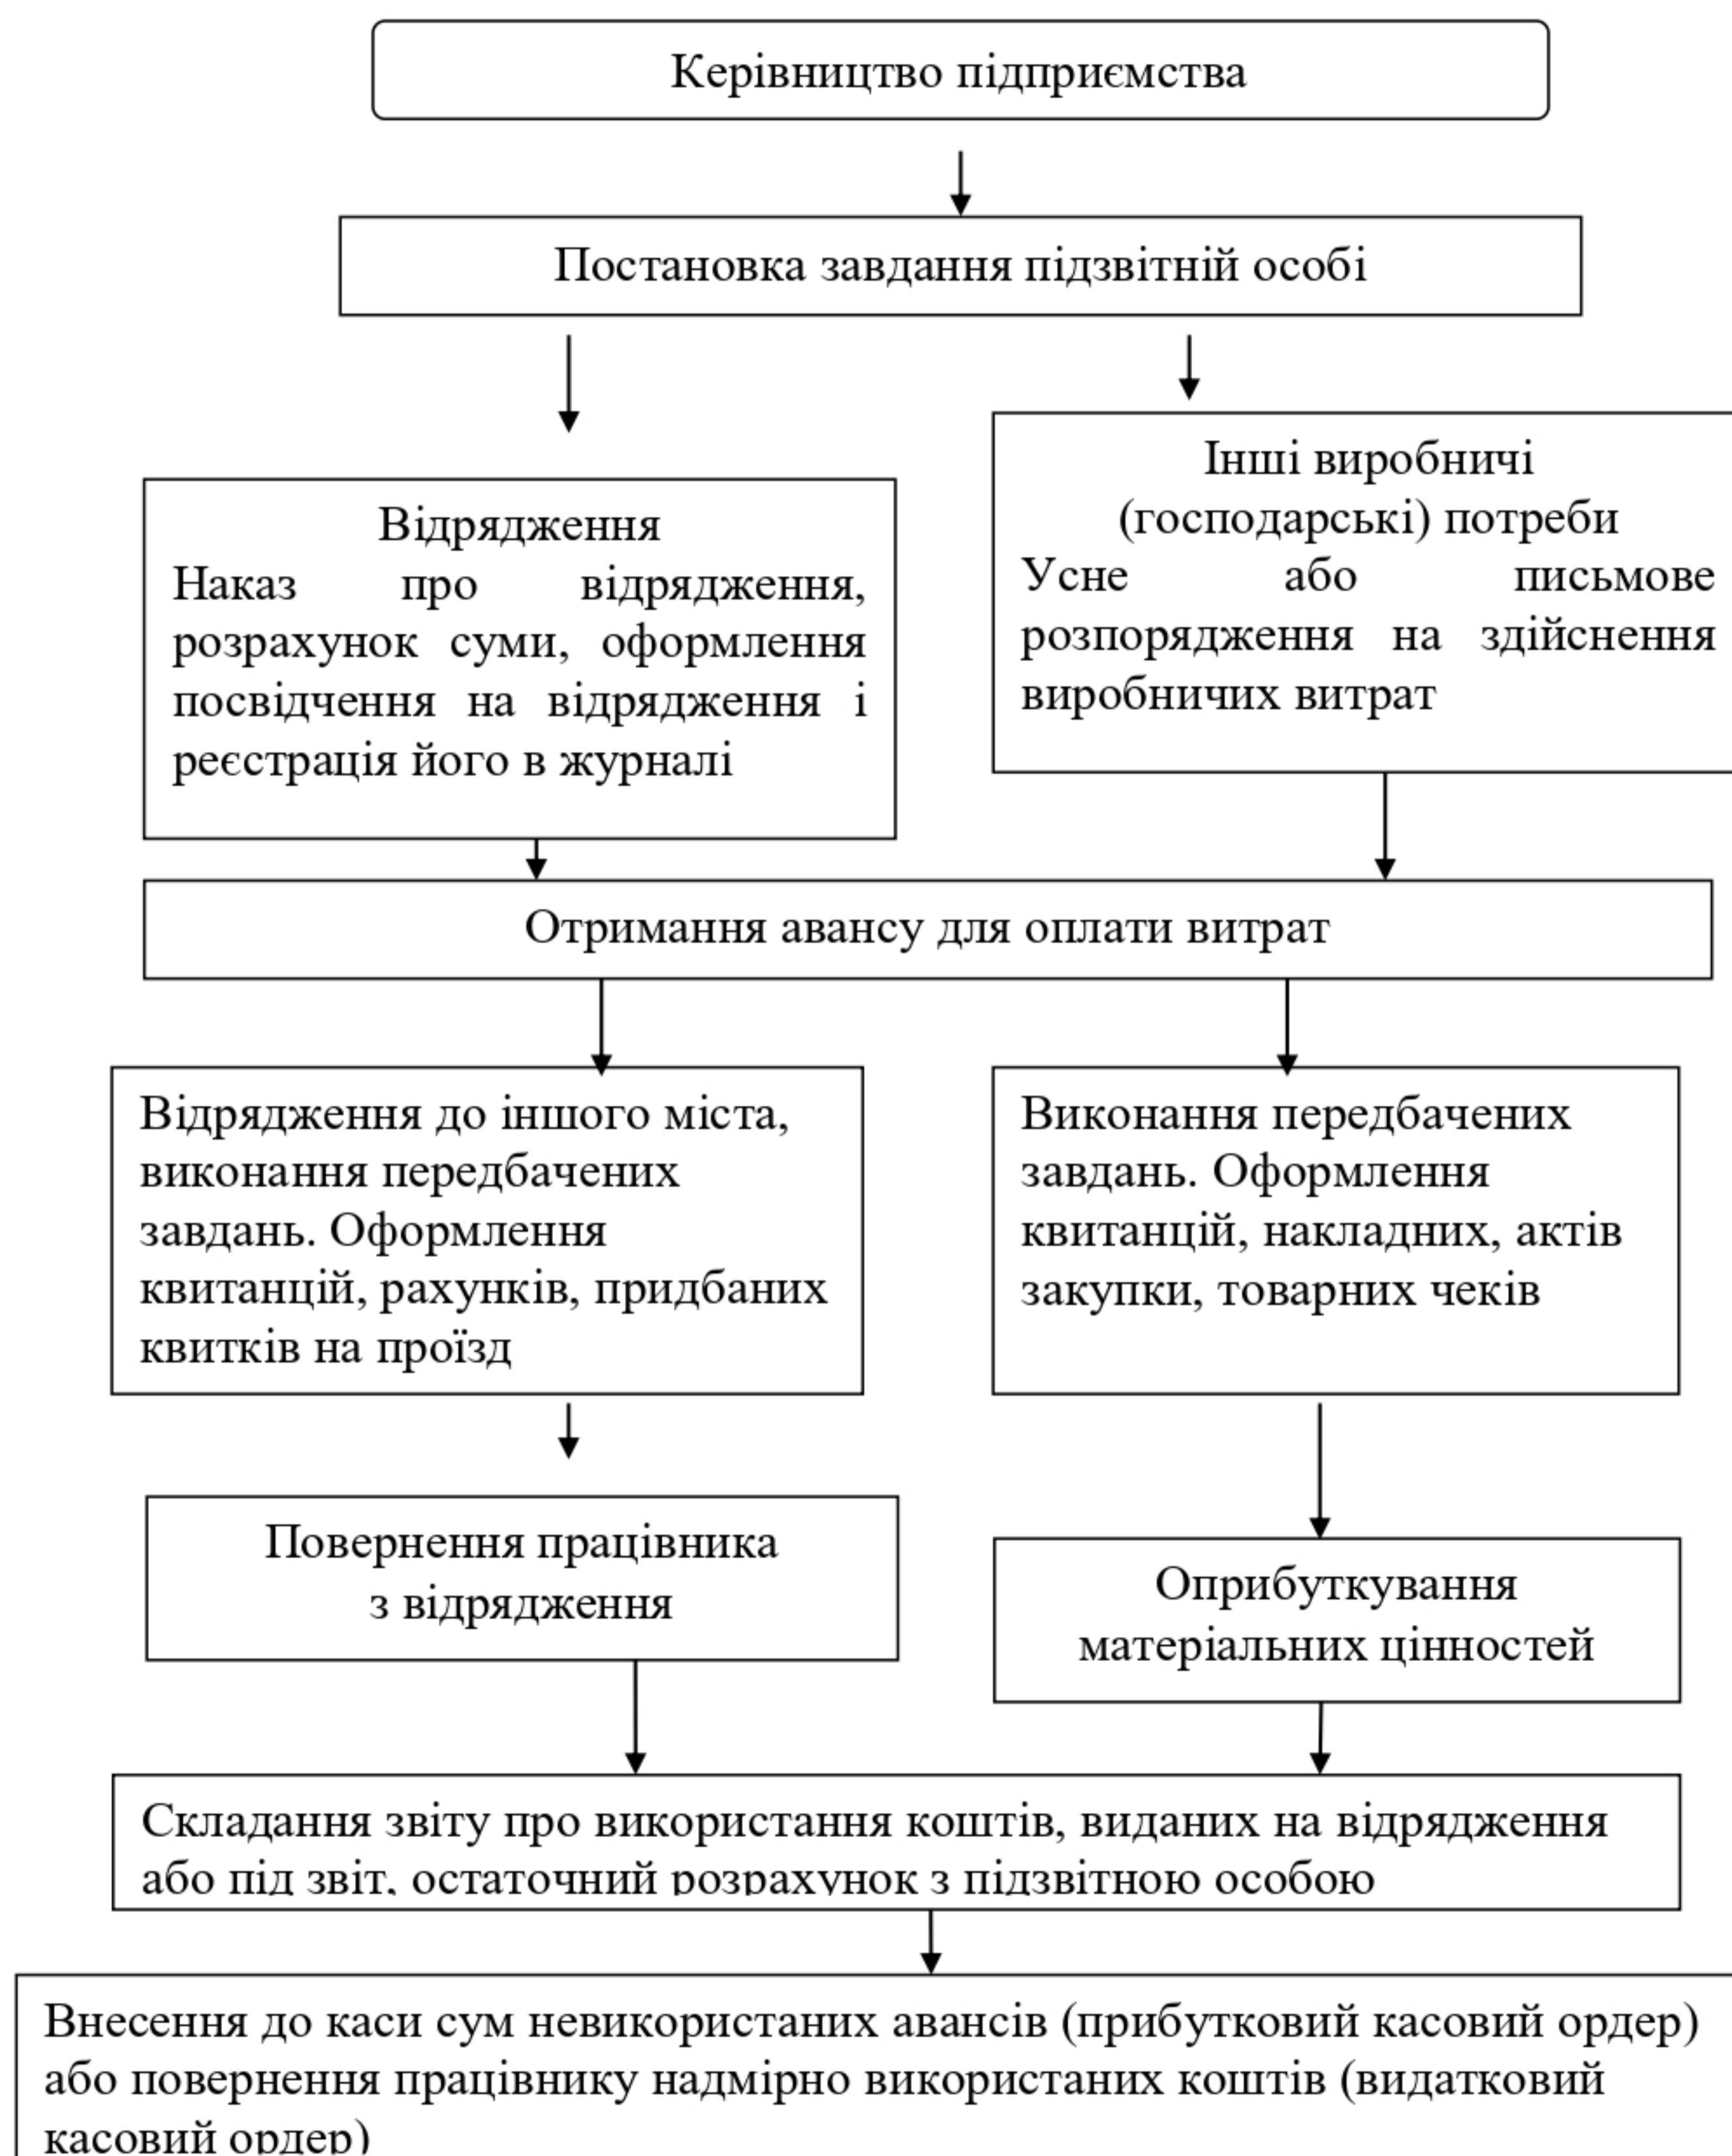 Керівництво підприємства
Постановка завдання підзвітній особі
Відрядження
Наказ про відрядження,
розрахунок суми, оформлення
посвідчення на відрядження і
реєстрація його в журналі
Інші виробничі
(господарські) потреби
Усне або письмове
розпорядження на здійснення
виробничих витрат
Отримання авансу для оплати витрат
Відрядження до іншого міста,
виконання передбачених
завдань. Оформлення
квитанцій, рахунків, придбаних
квитків на проїзд
Виконання передбачених
завдань. Оформлення
квитанцій, накладних, актів
закупки, товарних чеків
Повернення працівника
з відрядження
Оприбуткування
матеріальних цінностей
Складання звіту про використання коштів, виданих на відрядження
або під звіт, остаточний розрахунок з підзвітною особою
Внесення до каси сум невикористаних авансів (прибутковий касовий ордер)
або повернення працівнику надмірно використаних коштів (видатковий
касовий ордер)